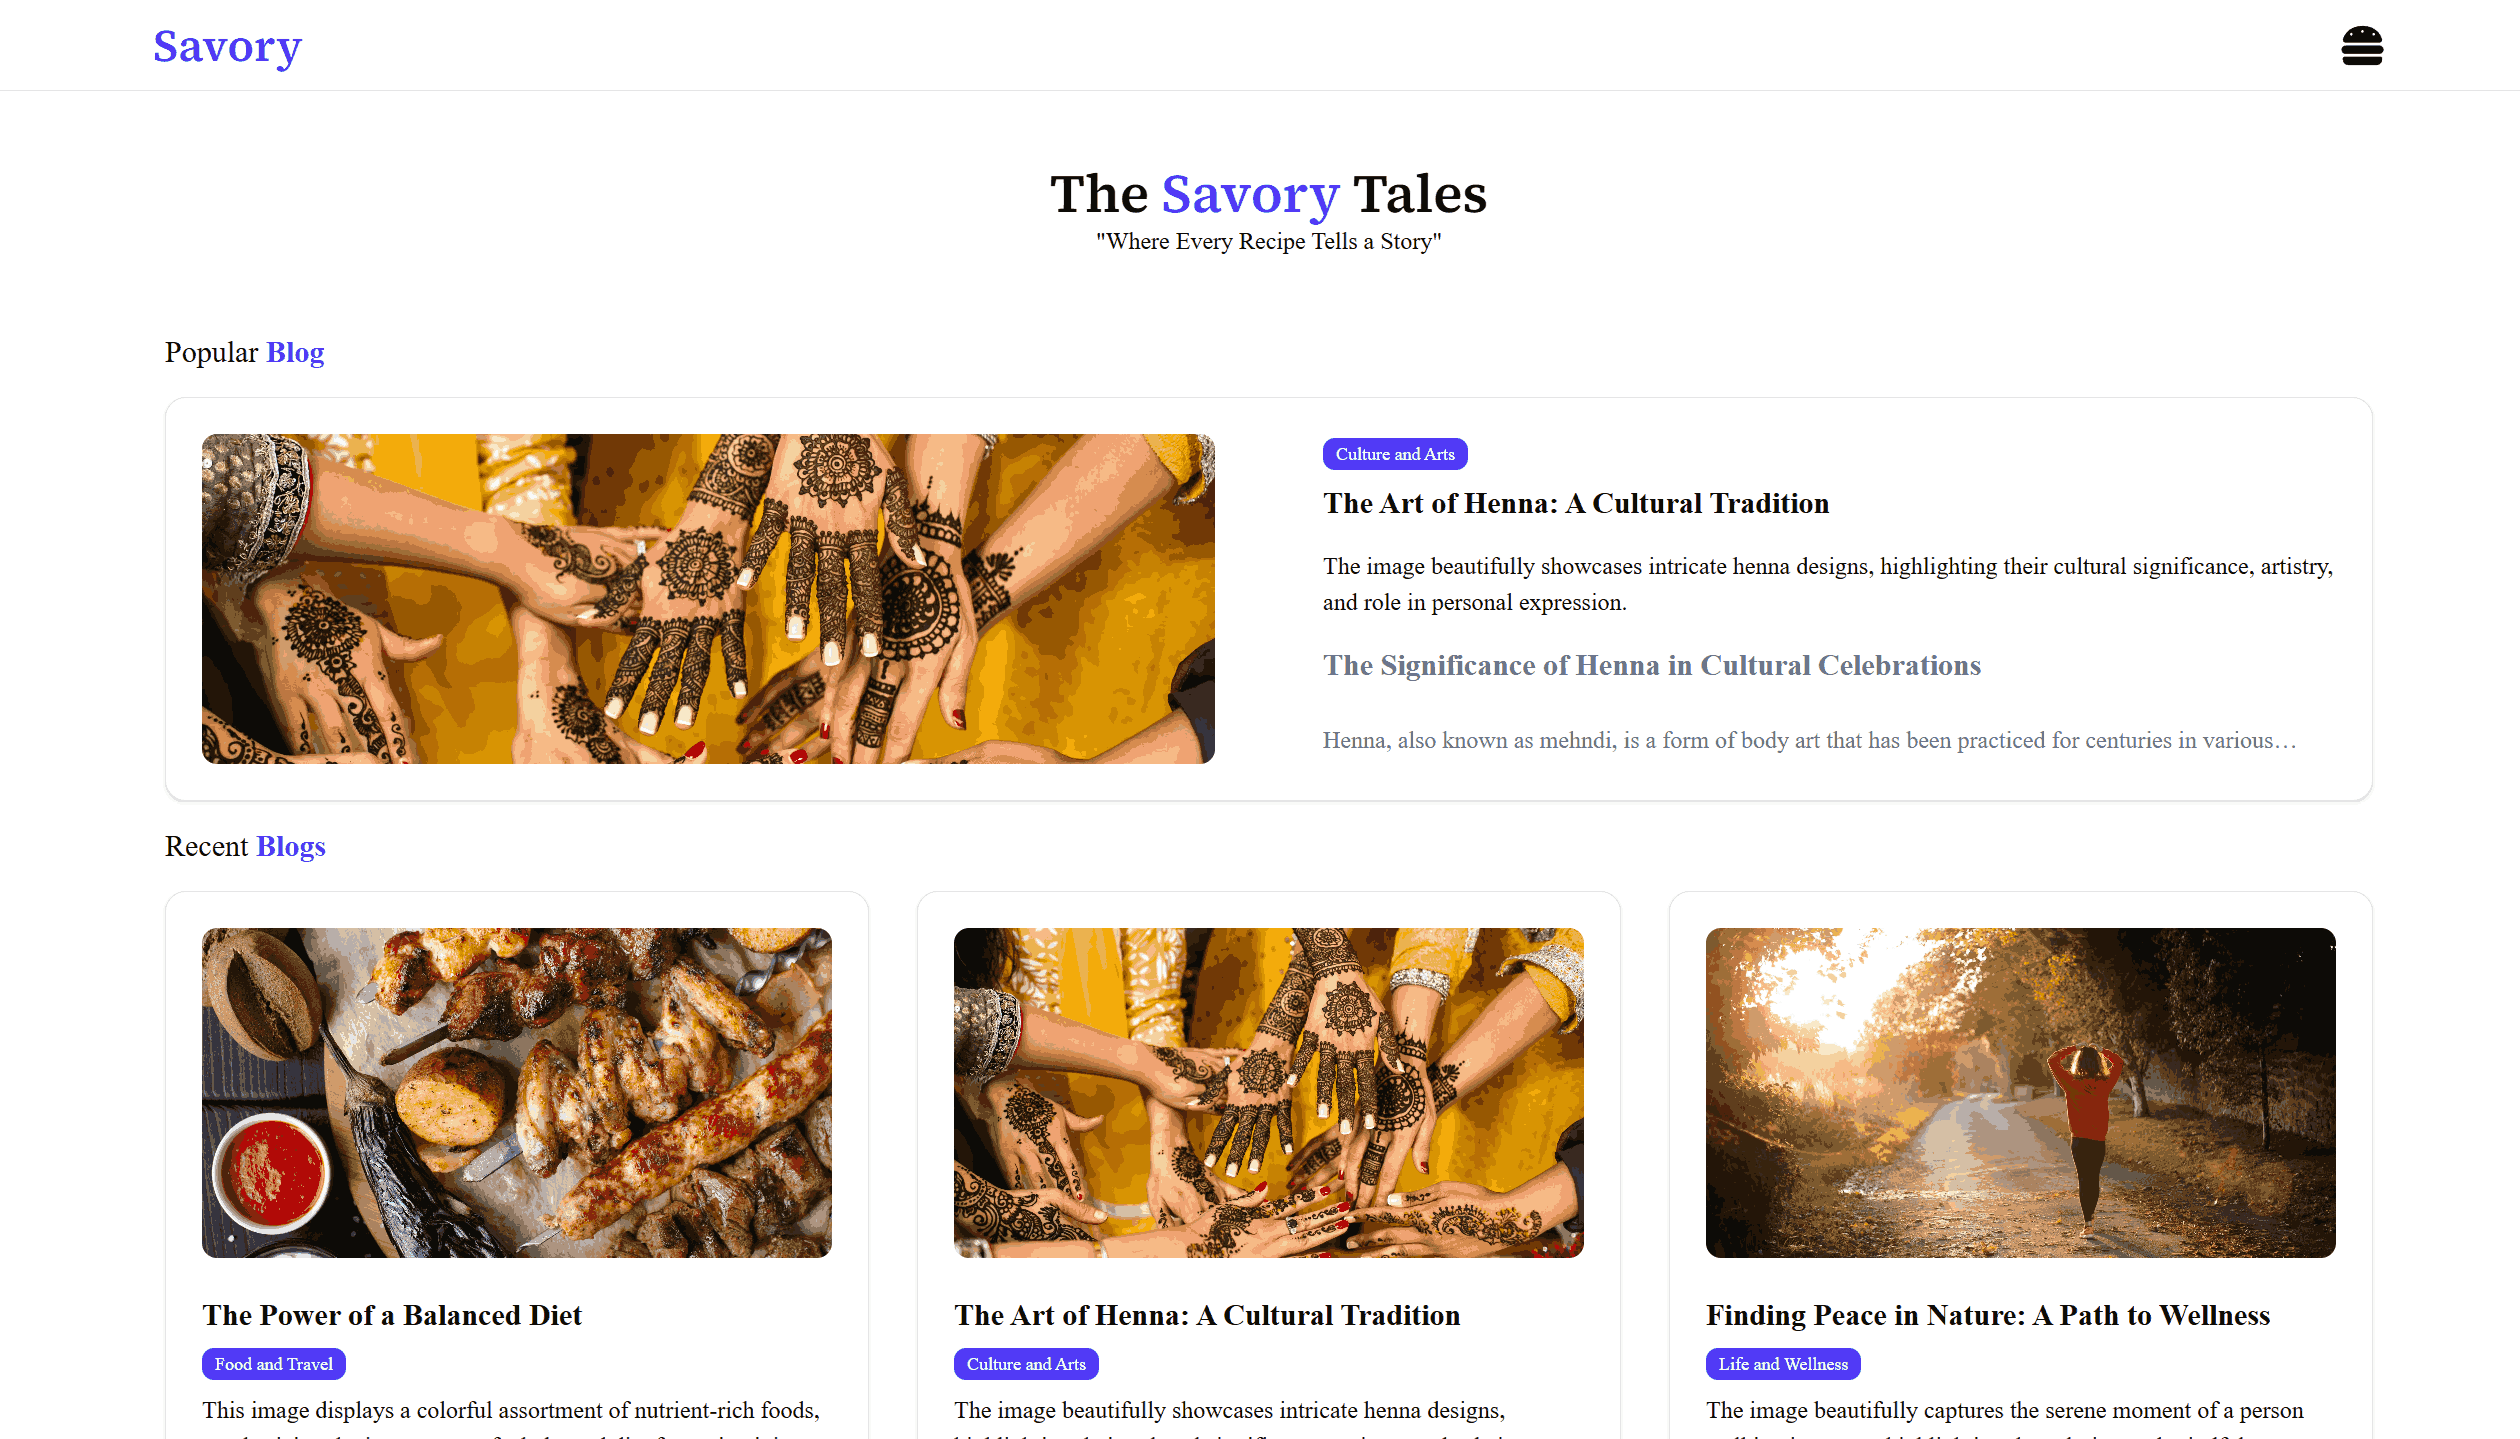 Savory
The Savory Tales
"Where Every Recipe Tells a Story"
Popular Blog
Culture and Arts
The Art of Henna: A Cultural Tradition
The image beautifully showcases intricate henna designs, highlighting their cultural significance, artistry,
and role in personal expression.
The Significance of Henna in Cultural Celebrations
Henna, also known as mehndi, is a form of body art that has been practiced for centuries in various…
Recent Blogs
The Power of a Balanced Diet
Food and Travel
This image displays a colorful assortment of nutrient-rich foods,
The Art of Henna: A Cultural Tradition
Culture and Arts
The image beautifully showcases intricate henna designs,
Finding Peace in Nature: A Path to Wellness
Life and Wellness
The image beautifully captures the serene moment of a person